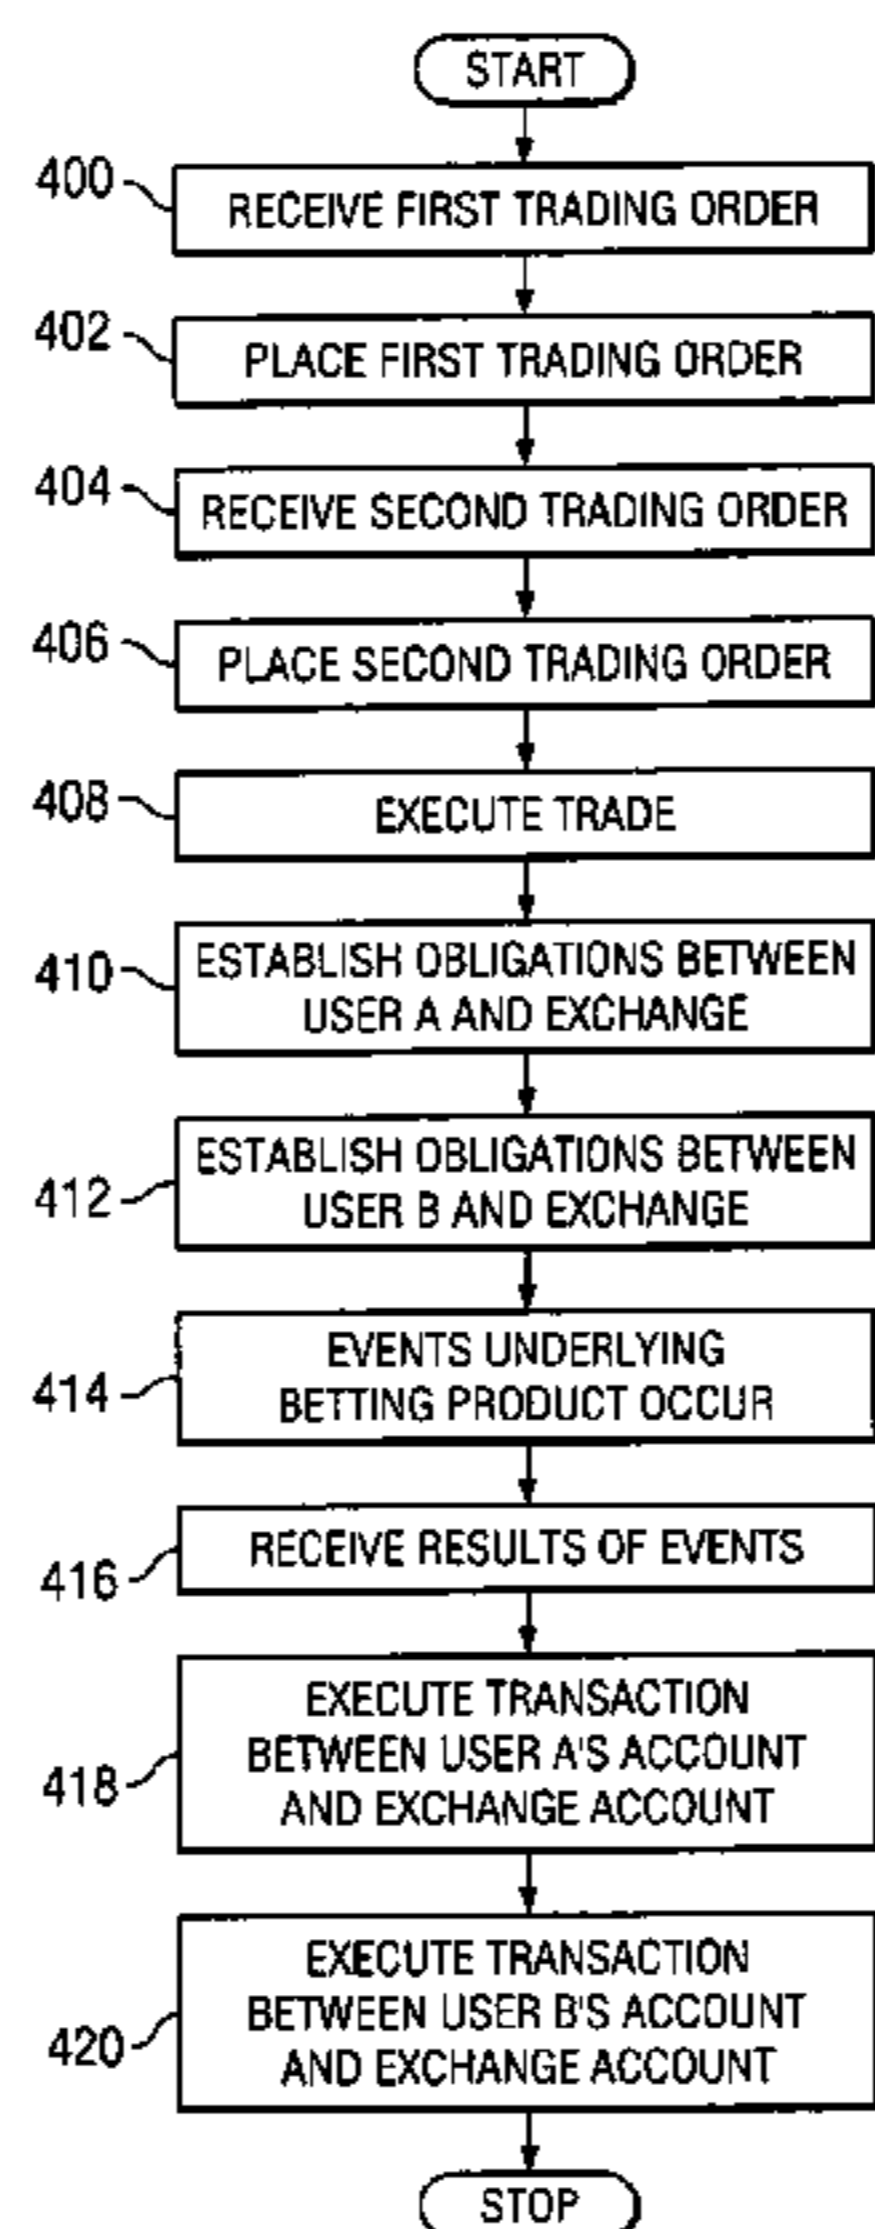 START
400
RECEIVE FIRST TRADING ORDER
402
PLACE FIRST TRADING ORDER
404
RECEIVE SECOND TRADING ORDER
406
PLACE SECOND TRADING ORDER
408
EXECUTE TRADE
410
ESTABLISH OBLIGATIONS BETWEEN
USER A AND EXCHANGE
412
ESTABLISH OBLIGATIONS BETWEEN
USER B AND EXCHANGE
414
EVENTS UNDERLYING
BETTING PRODUCT OCCUR
416
RECEIVE RESULTS OF EVENTS
418
EXECUTE TRANSACTION
BETWEEN USER A'S ACCOUNT
AND EXCHANGE ACCOUNT
420
EXECUTE TRANSACTION
BETWEEN USER B'S ACCOUNT
AND EXCHANGE ACCOUNT
STOP